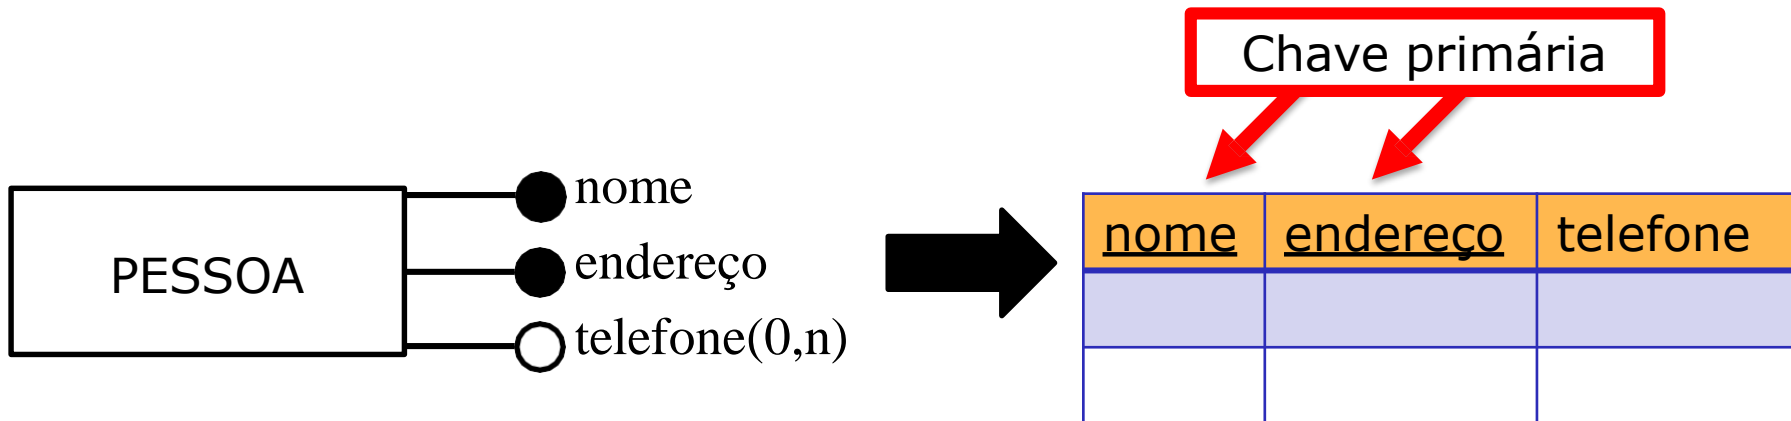 Chave primária
PESSOA
nome
endereço
telefone(0,n)
nome endereço telefone